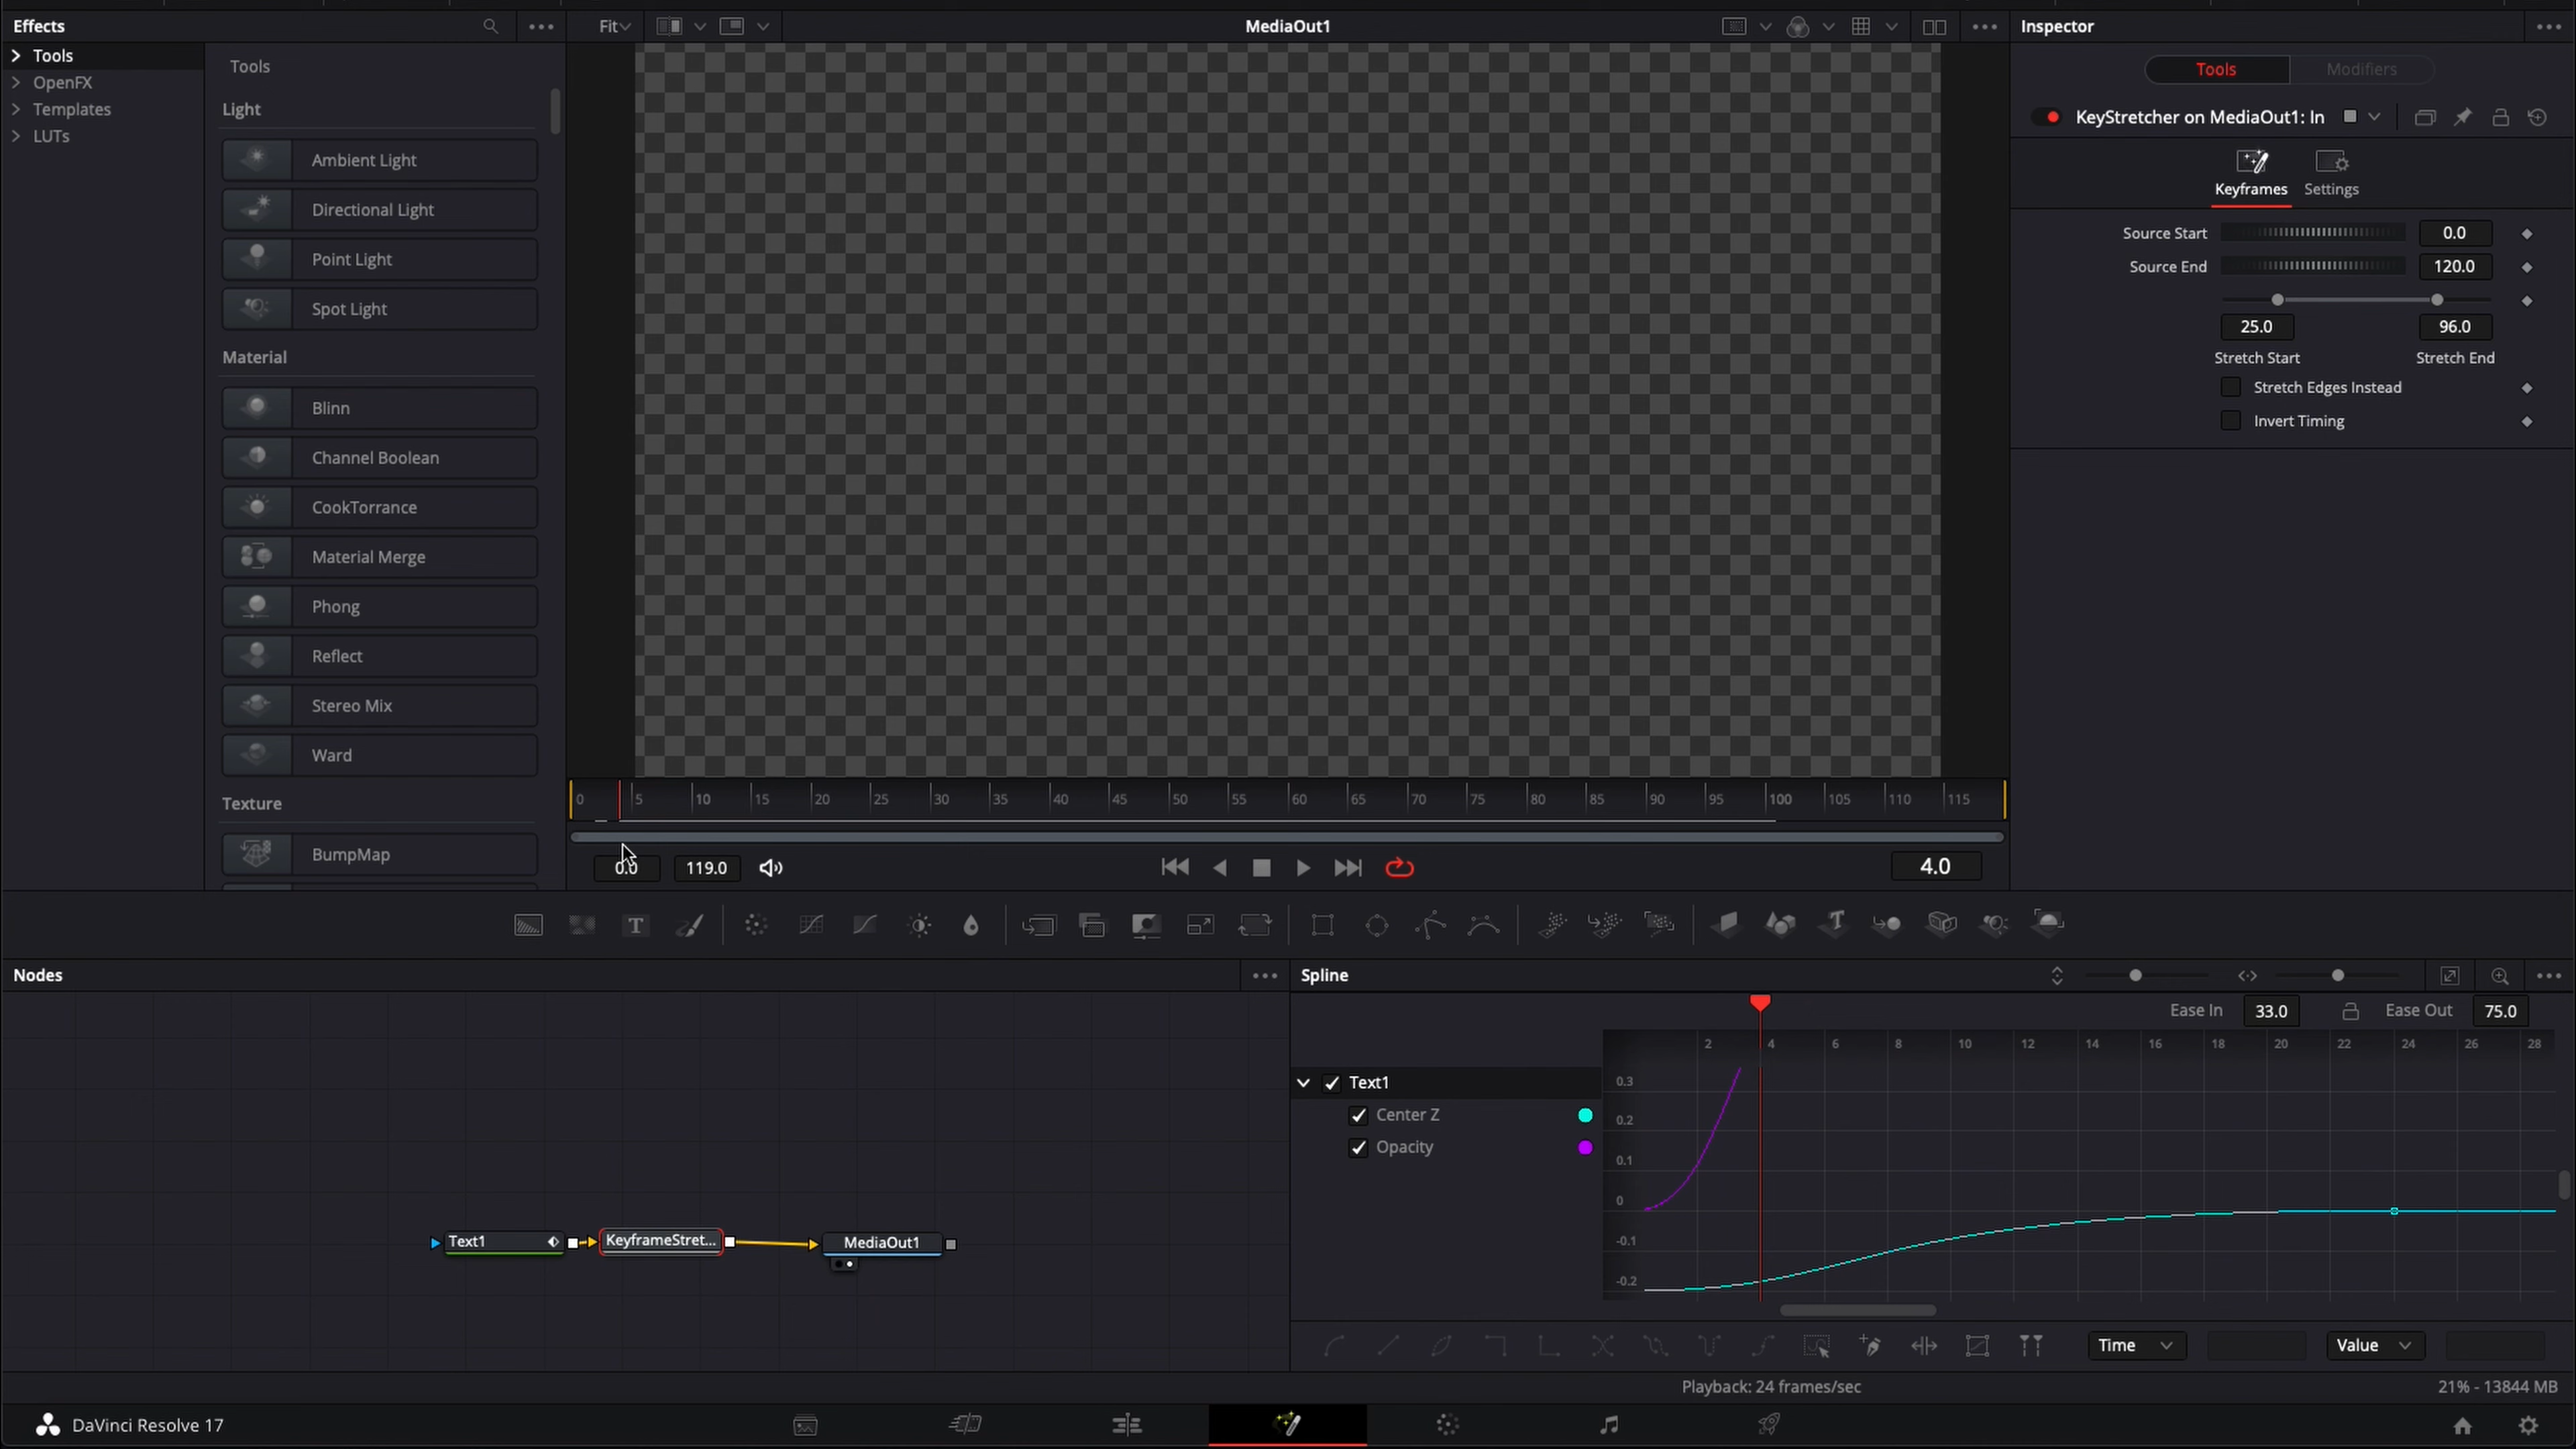 Effects
Fit
MediaOut1
Inspector
Tools
OpenFX
Templates
LUTs
Tools
Light
Ambient Light
Directional Light
Point Light
Spot Light
Material
Blinn
Channel Boolean
CookTorrance
Material Merge
Phong
Reflect
Stereo Mix
Ward
Texture
BumpMap
Tools Modifiers
KeyStretcher on MediaOut1: In
Keyframes Settings
Source Start 0.0
Source End 120.0
25.0 96.0
Stretch Start Stretch End
Stretch Edges Instead
Invert Timing
0 5 10 15 20 25 30 35 40 45 50 55 60 65 70 75 80 85 90 95 100 105 110 115
0.0 119.0 4.0
T
T
Nodes
Spline
Ease In 33.0 Ease Out 75.0
2 4 6 8 10 12 14 16 18 20 22 24 26 28
Text1
Center Z
Opacity
0.3
0.2
0.1
0
-0.1
-0.2
Text1 KeyframeStret... MediaOut1
Time Value
Playback: 24 frames/sec 21% - 13844 MB
DaVinci Resolve 17